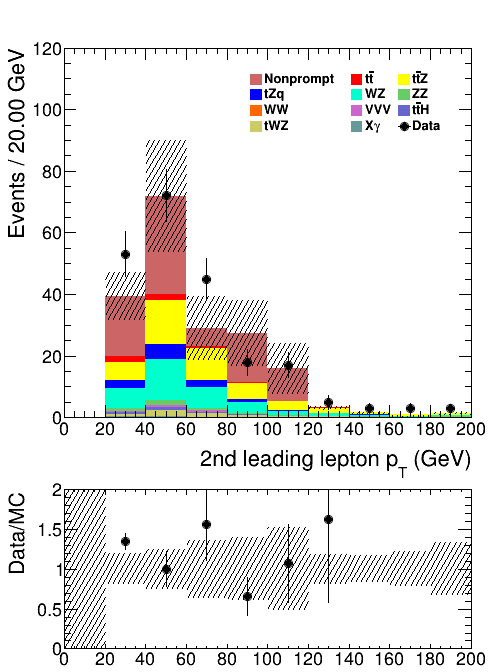 Events / 20.00 GeV
120
100
80
60
40
20
0
Nonprompt tt̄ tt̄Z
tZq WZ ZZ
WW VVV tt̄H
tWZ Xγ Data
0 20 40 60 80 100 120 140 160 180 200
2nd leading lepton p_T (GeV)
Data/MC
2
1.5
1
0.5
0
0 20 40 60 80 100 120 140 160 180 200